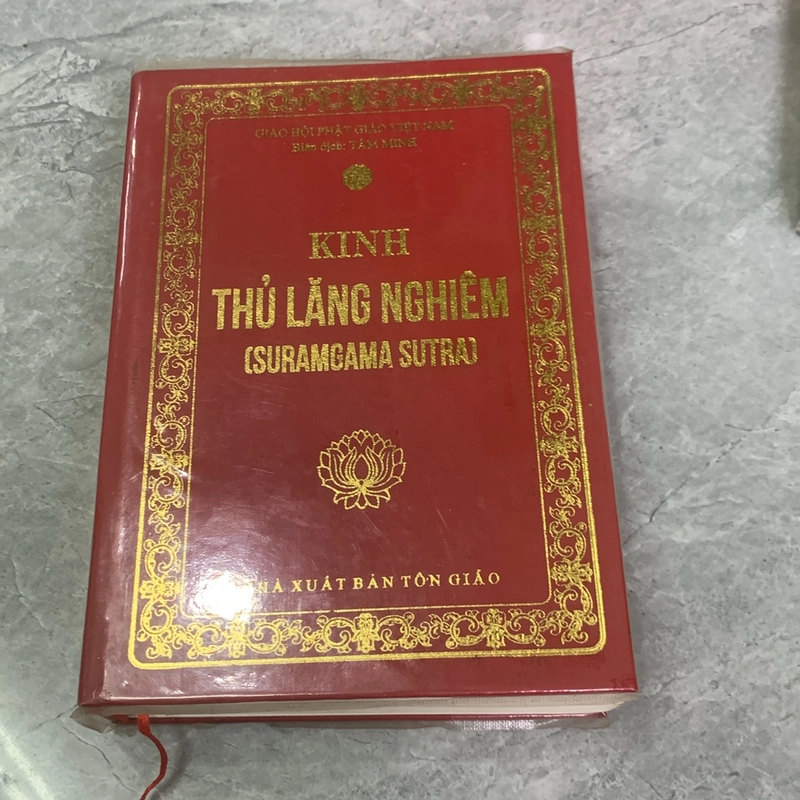 GIÁO HỘI PHẬT GIÁO VIỆT NAM
Biên dịch: TÂM MINH
KINH
THỦ LĂNG NGHIÊM
(SURAMGAMA SUTRA)
NHÀ XUẤT BẢN TÔN GIÁO